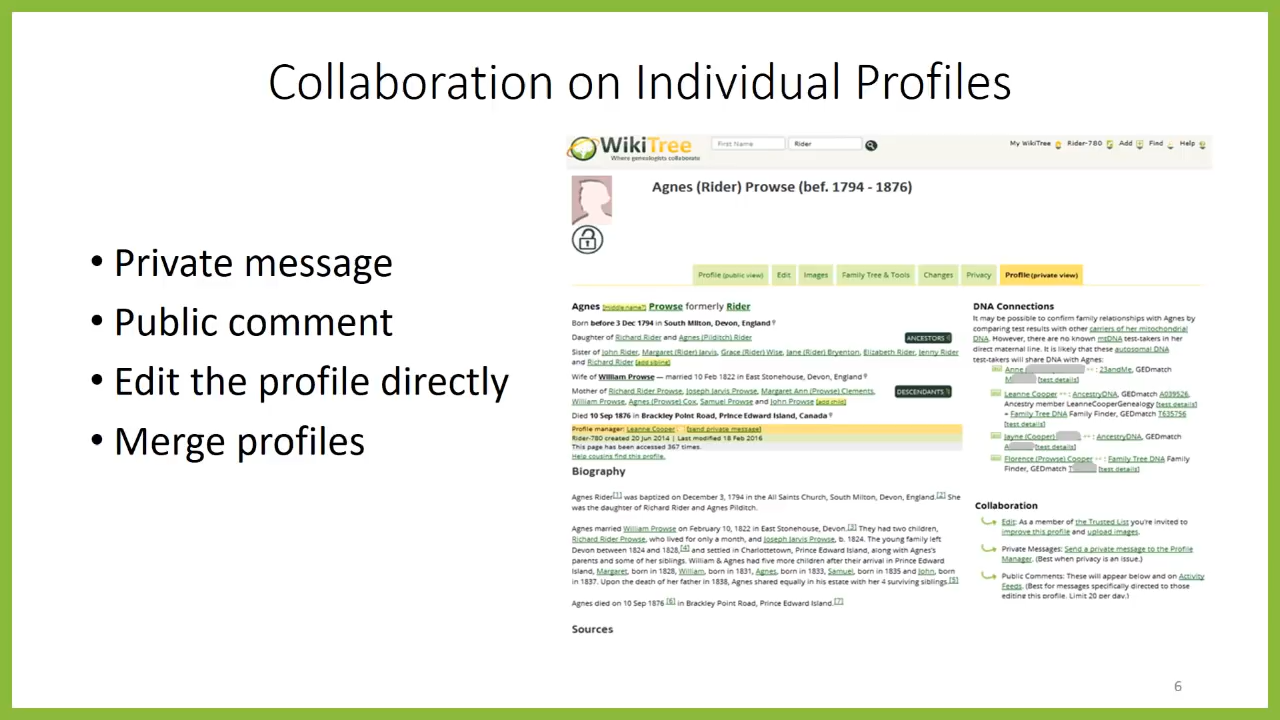 Collaboration on Individual Profiles
• Private message
• Public comment
• Edit the profile directly
• Merge profiles
WikiTree
Where genealogists collaborate
First Name
Rider
My WikiTree
Rider-780
Add
Find
Help
Agnes (Rider) Prowse (bef. 1794 - 1876)
Profile (public view)
Edit
Images
Family Tree & Tools
Changes
Privacy
Profile (private view)
Agnes [middle name?] Prowse formerly Rider
Born before 3 Dec 1794 in South Milton, Devon, England
Daughter of Richard Rider and Agnes (Pilditch) Rider
ANCESTORS
Sister of John Rider, Margaret (Rider) Jarvis, Grace (Rider) Wise, Jane (Rider) Bryenton, Elizabeth Rider, Jenny Rider
and Richard Rider [add sibling]
Wife of William Prowse — married 10 Feb 1822 in East Stonehouse, Devon, England
Mother of Richard Rider Prowse, Joseph Jarvis Prowse, Margaret Ann (Prowse) Clements,
DESCENDANTS
William Prowse, Agnes (Prowse) Cox, Samuel Prowse and John Prowse [add child]
Died 10 Sep 1876 in Brackley Point Road, Prince Edward Island, Canada
Profile manager: Leanne Cooper [send private message]
Rider-780 created 20 Jun 2014 | Last modified 18 Feb 2016
This page has been accessed 367 times.
Help cousins find this profile.
Biography
Agnes Rider[1] was baptized on December 3, 1794 in the All Saints Church, South Milton, Devon, England.[2] She
was the daughter of Richard Rider and Agnes Pilditch.
Agnes married William Prowse on February 10, 1822 in East Stonehouse, Devon.[3] They had two children,
Richard Rider Prowse, who lived for only a month, and Joseph Jarvis Prowse, b. 1824. The young family left
Devon between 1824 and 1828,[4] and settled in Charlottetown, Prince Edward Island, along with Agnes's
parents and some of her siblings. William & Agnes had five more children after their arrival in Prince Edward
Island, Margaret, born in 1828, William, born in 1831, Agnes, born in 1833, Samuel, born in 1835 and John, born
in 1837. Upon the death of her father in 1838, Agnes shared equally in his estate with her 4 surviving siblings.[5]
Agnes died on 10 Sep 1876 [6] in Brackley Point Road, Prince Edward Island.[7]
Sources
DNA Connections
It may be possible to confirm family relationships with Agnes by
comparing test results with other carriers of her mitochondrial
DNA. However, there are no known mtDNA test-takers in her
direct maternal line. It is likely that these autosomal DNA
test-takers will share DNA with Agnes:
Anne : 23andMe, GEDmatch
M [test details]
Leanne Cooper : AncestryDNA, GEDmatch A039526,
Ancestry member LeanneCooperGenealogy [test details]
+ Family Tree DNA Family Finder, GEDmatch T635756
[test details]
Jayne (Cooper) : AncestryDNA, GEDmatch
A [test details]
Florence (Prowse) Cooper : Family Tree DNA Family
Finder, GEDmatch T [test details]
Collaboration
Edit: As a member of the Trusted List you're invited to
improve this profile and upload images.
Private Messages: Send a private message to the Profile
Manager. (Best when privacy is an issue.)
Public Comments: These will appear below and on Activity
Feeds. (Best for messages specifically directed to those
editing this profile. Limit 20 per day.)
6